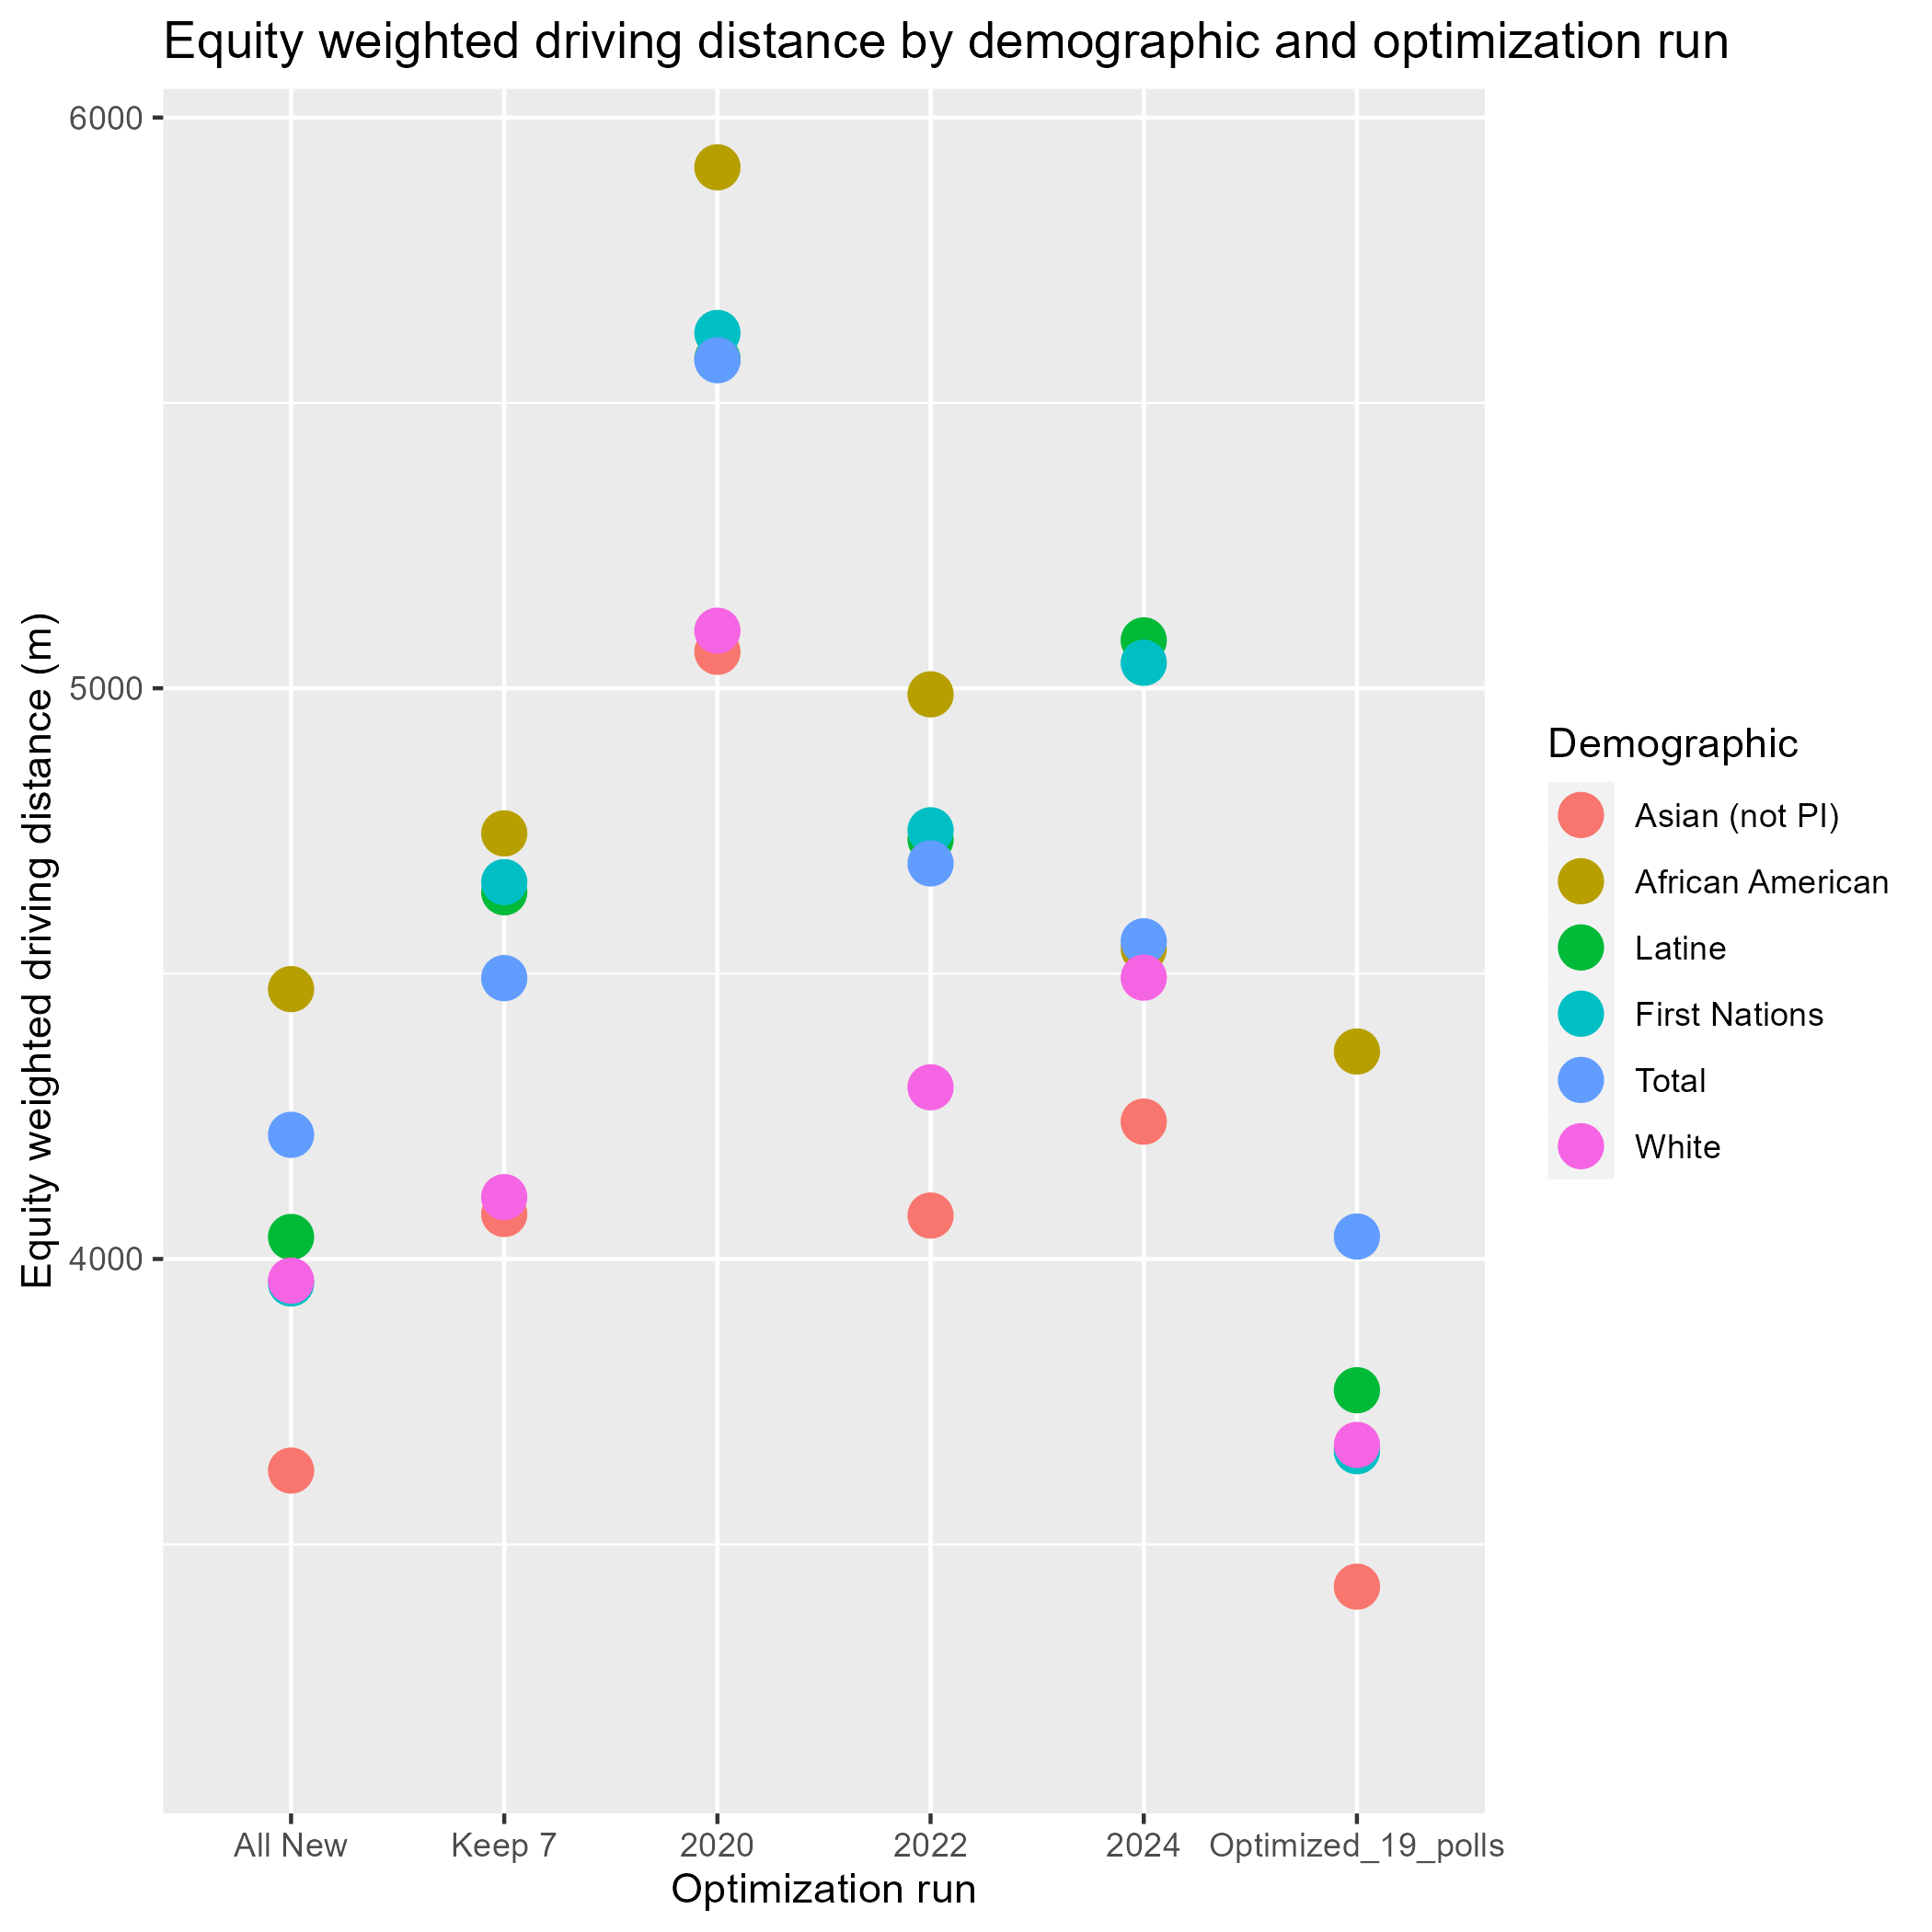 Equity weighted driving distance by demographic and optimization run
6000
5000
4000
Equity weighted driving distance (m)
All New
Keep 7
2020
2022
2024
Optimized_19_polls
Optimization run
Demographic
Asian (not PI)
African American
Latine
First Nations
Total
White